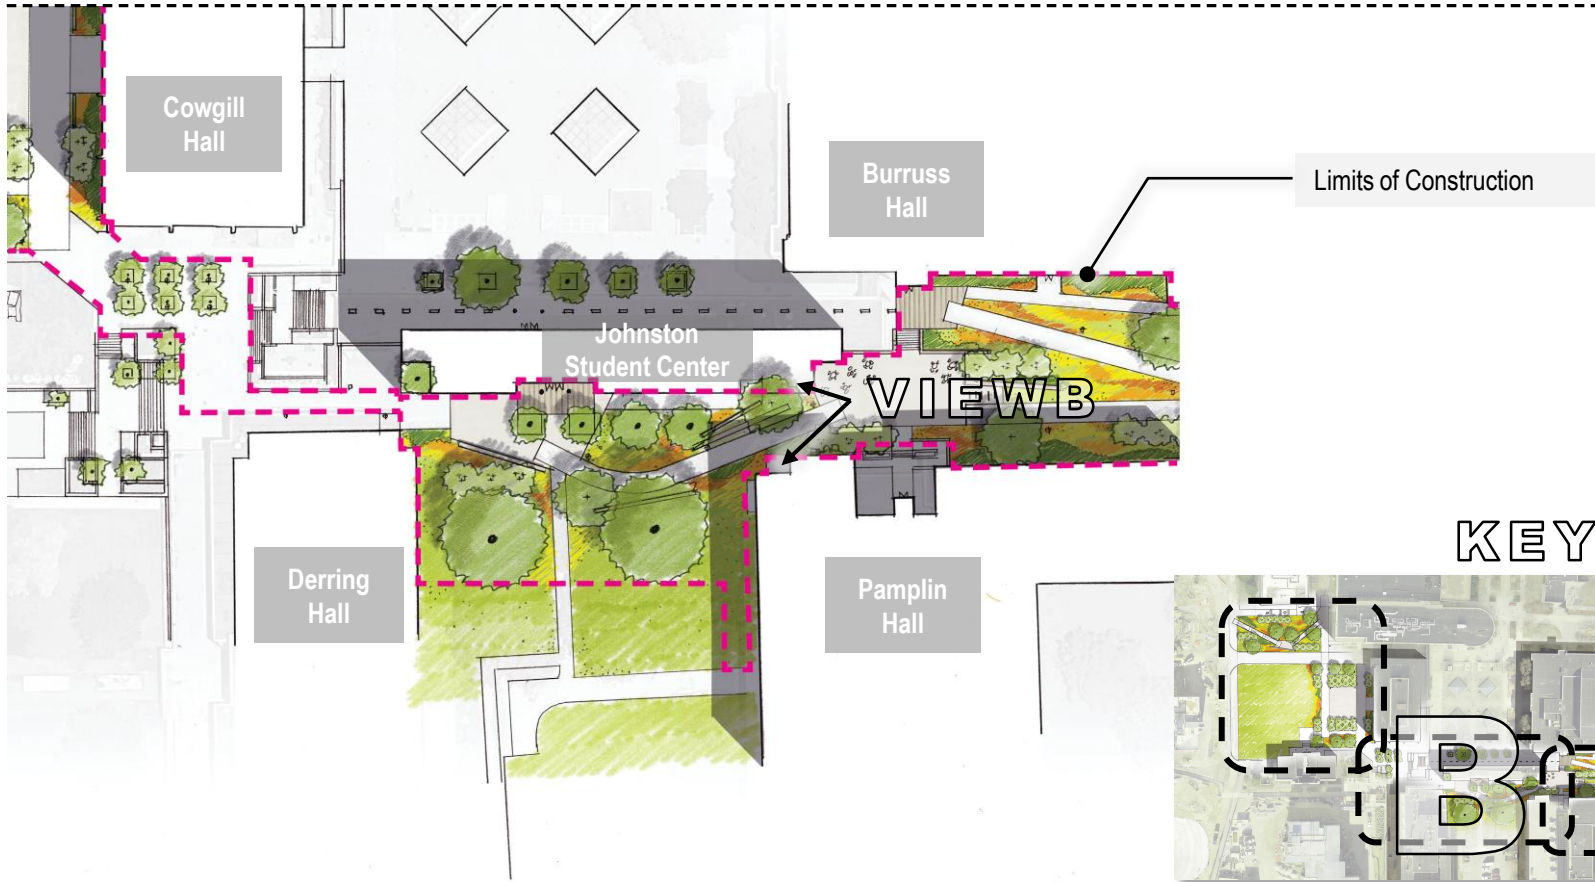 Cowgill
Hall
Burruss
Hall
Limits of Construction
Johnston
Student Center
VIEWB
Derring
Hall
Pamplin
Hall
KEY
B